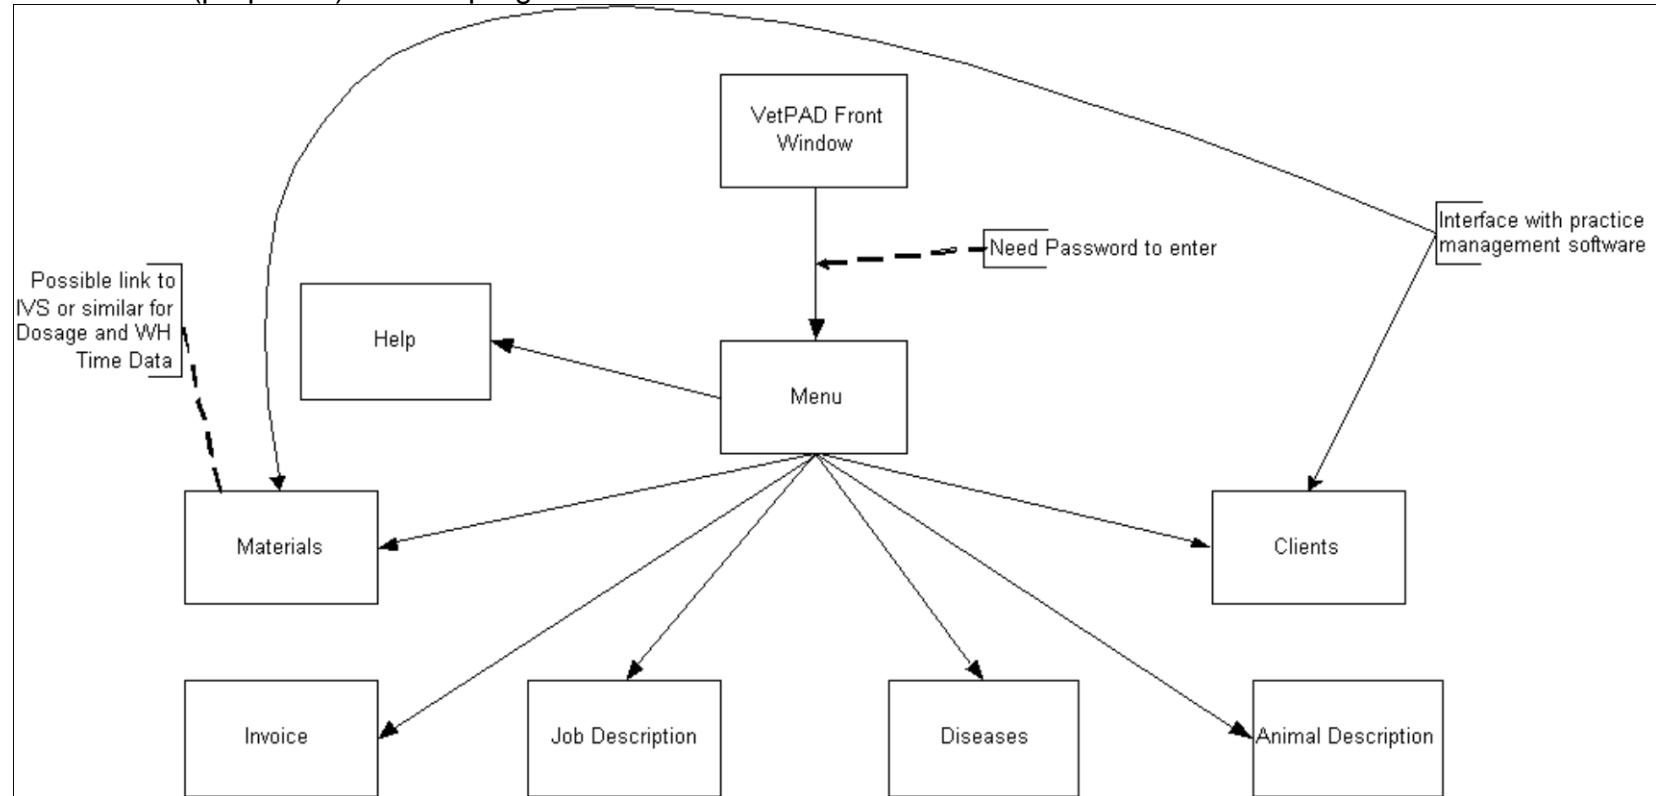 VetPAD Front
Window
Interface with practice
management software
Need Password to enter
Possible link to
IVS or similar for
Dosage and WH
Time Data
Help
Menu
Materials
Clients
Invoice
Job Description
Diseases
Animal Description